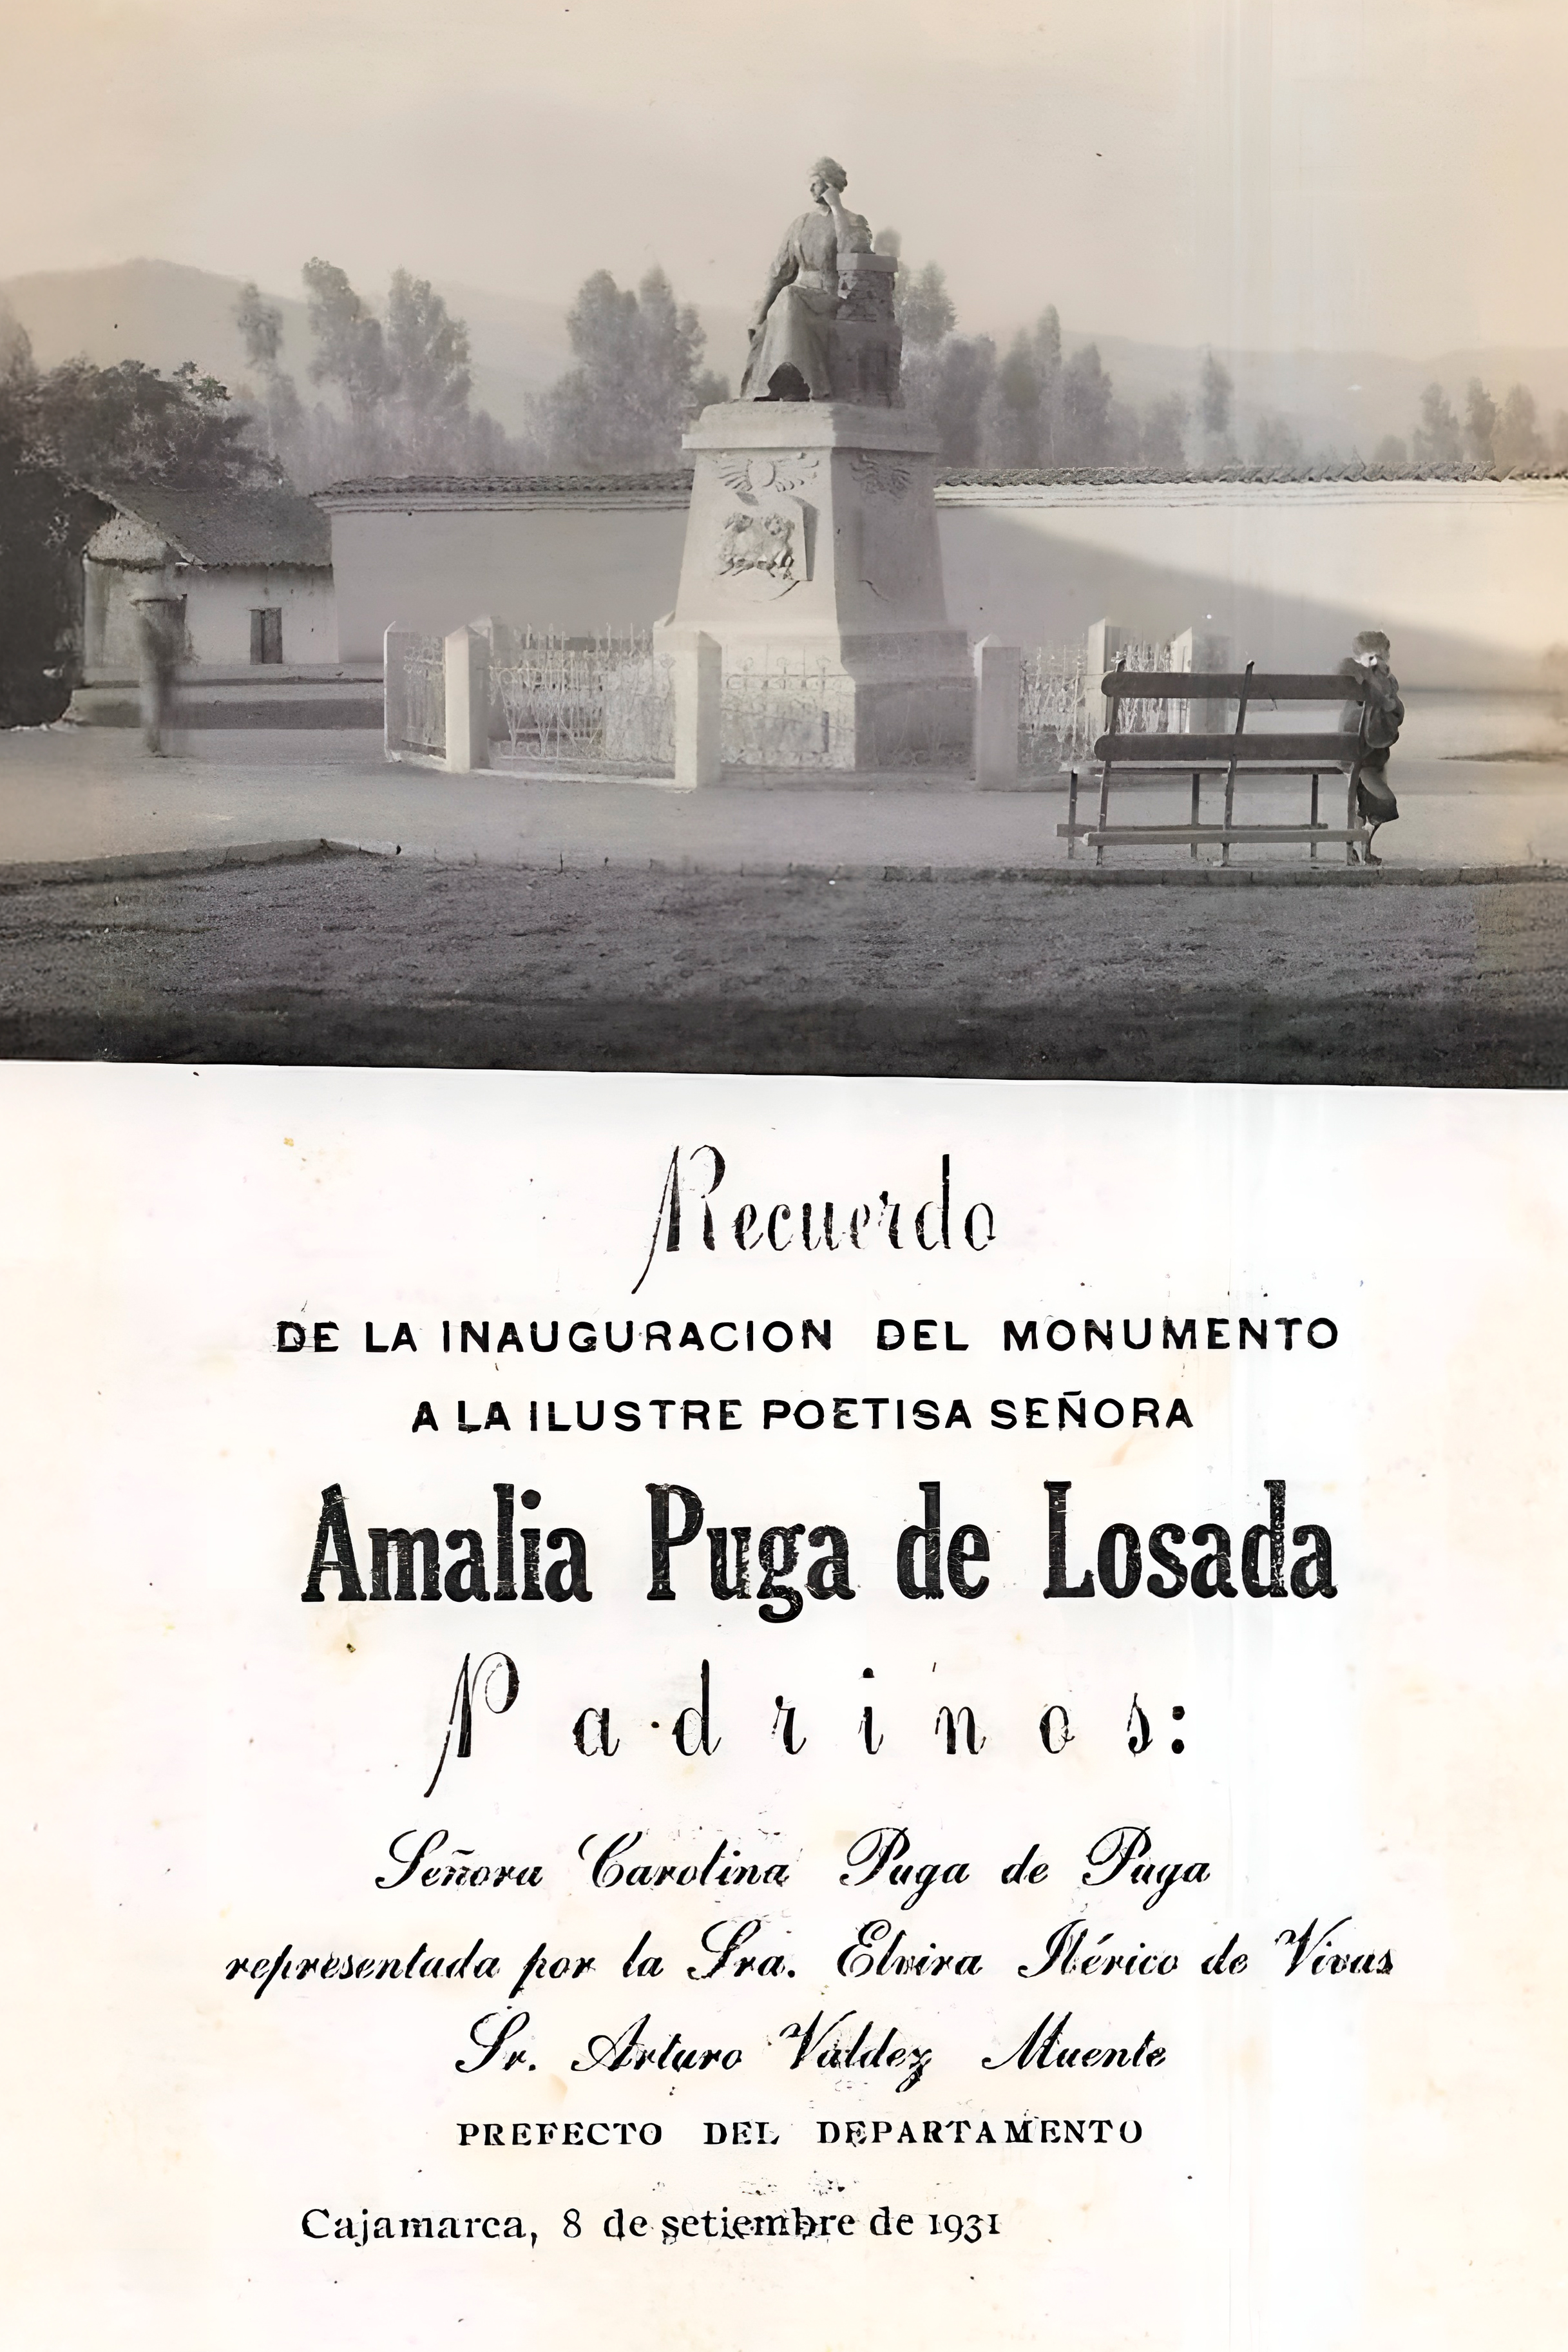 Recuerdo
DE LA INAUGURACION DEL MONUMENTO
A LA ILUSTRE POETISA SEÑORA
Amalia Puga de Losada
Padrinos:
Señora Carolina Puga de Puga
representada por la Sra. Elvira Ibérico de Vivas
Sr. Arturo Valdez Muente
PREFECTO DEL DEPARTAMENTO
Cajamarca, 8 de setiembre de 1931